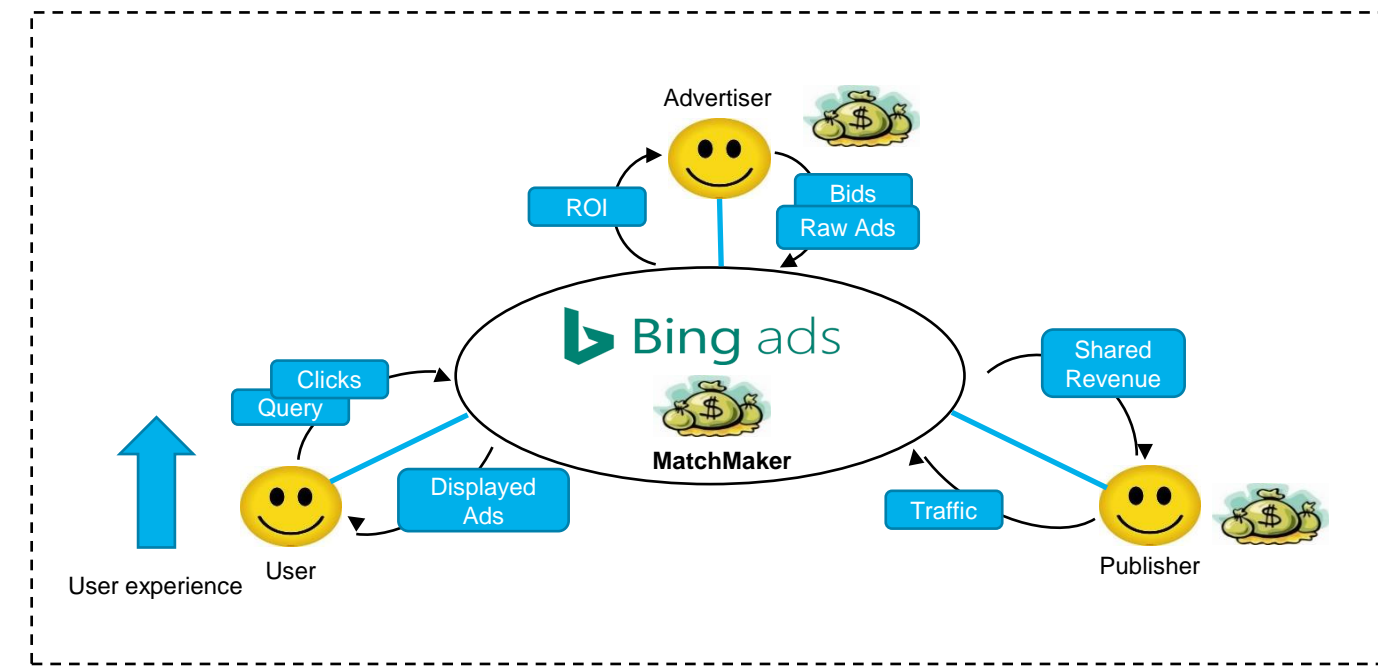 Advertiser
ROI
Bids
Raw Ads
Bing ads
MatchMaker
Clicks
Query
Displayed
Ads
User
User experience
Shared
Revenue
Traffic
Publisher